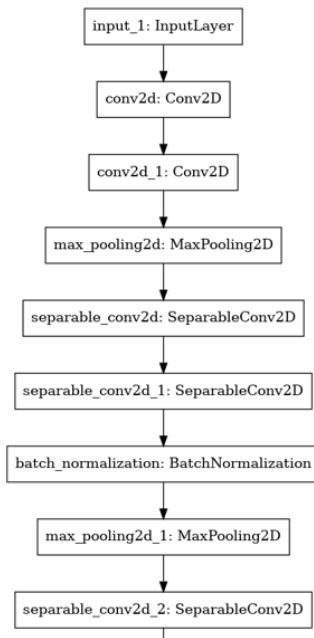 input_1: InputLayer
conv2d: Conv2D
conv2d_1: Conv2D
max_pooling2d: MaxPooling2D
separable_conv2d: SeparableConv2D
separable_conv2d_1: SeparableConv2D
batch_normalization: BatchNormalization
max_pooling2d_1: MaxPooling2D
separable_conv2d_2: SeparableConv2D